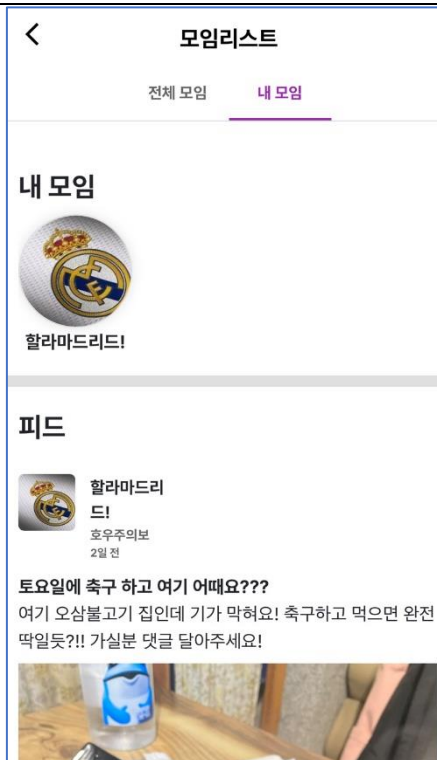 모임리스트
전체 모임 내 모임
내 모임
할라마드리드!
피드
할라마드리
드!
호우주의보
2일 전
토요일에 축구 하고 여기 어때요???
여기 오삼불고기 집인데 기가 막혀요! 축구하고 먹으면 완전
딱일듯?!! 가실분 댓글 달아주세요!